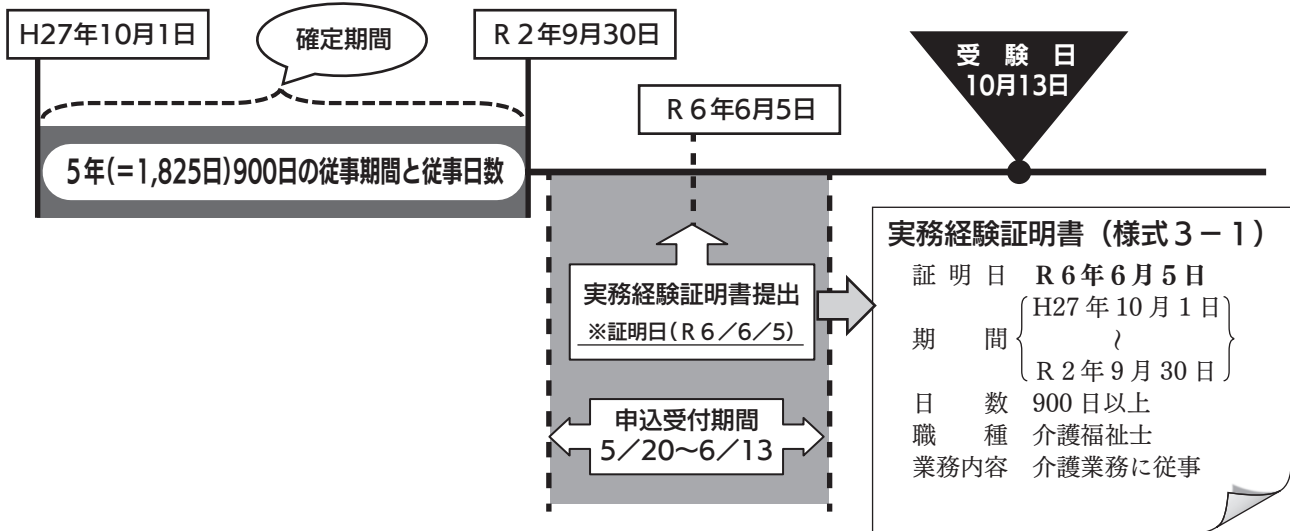 H27年10月1日
確定期間
R2年9月30日
受験日
10月13日
R6年6月5日
5年(=1,825日)900日の従事期間と従事日数
実務経験証明書提出
※証明日(R6/6/5)
申込受付期間
5/20~6/13
実務経験証明書(様式3-1)
証明日 R6年6月5日
期間 H27年10月1日
~
R2年9月30日
日数 900日以上
職種 介護福祉士
業務内容 介護業務に従事